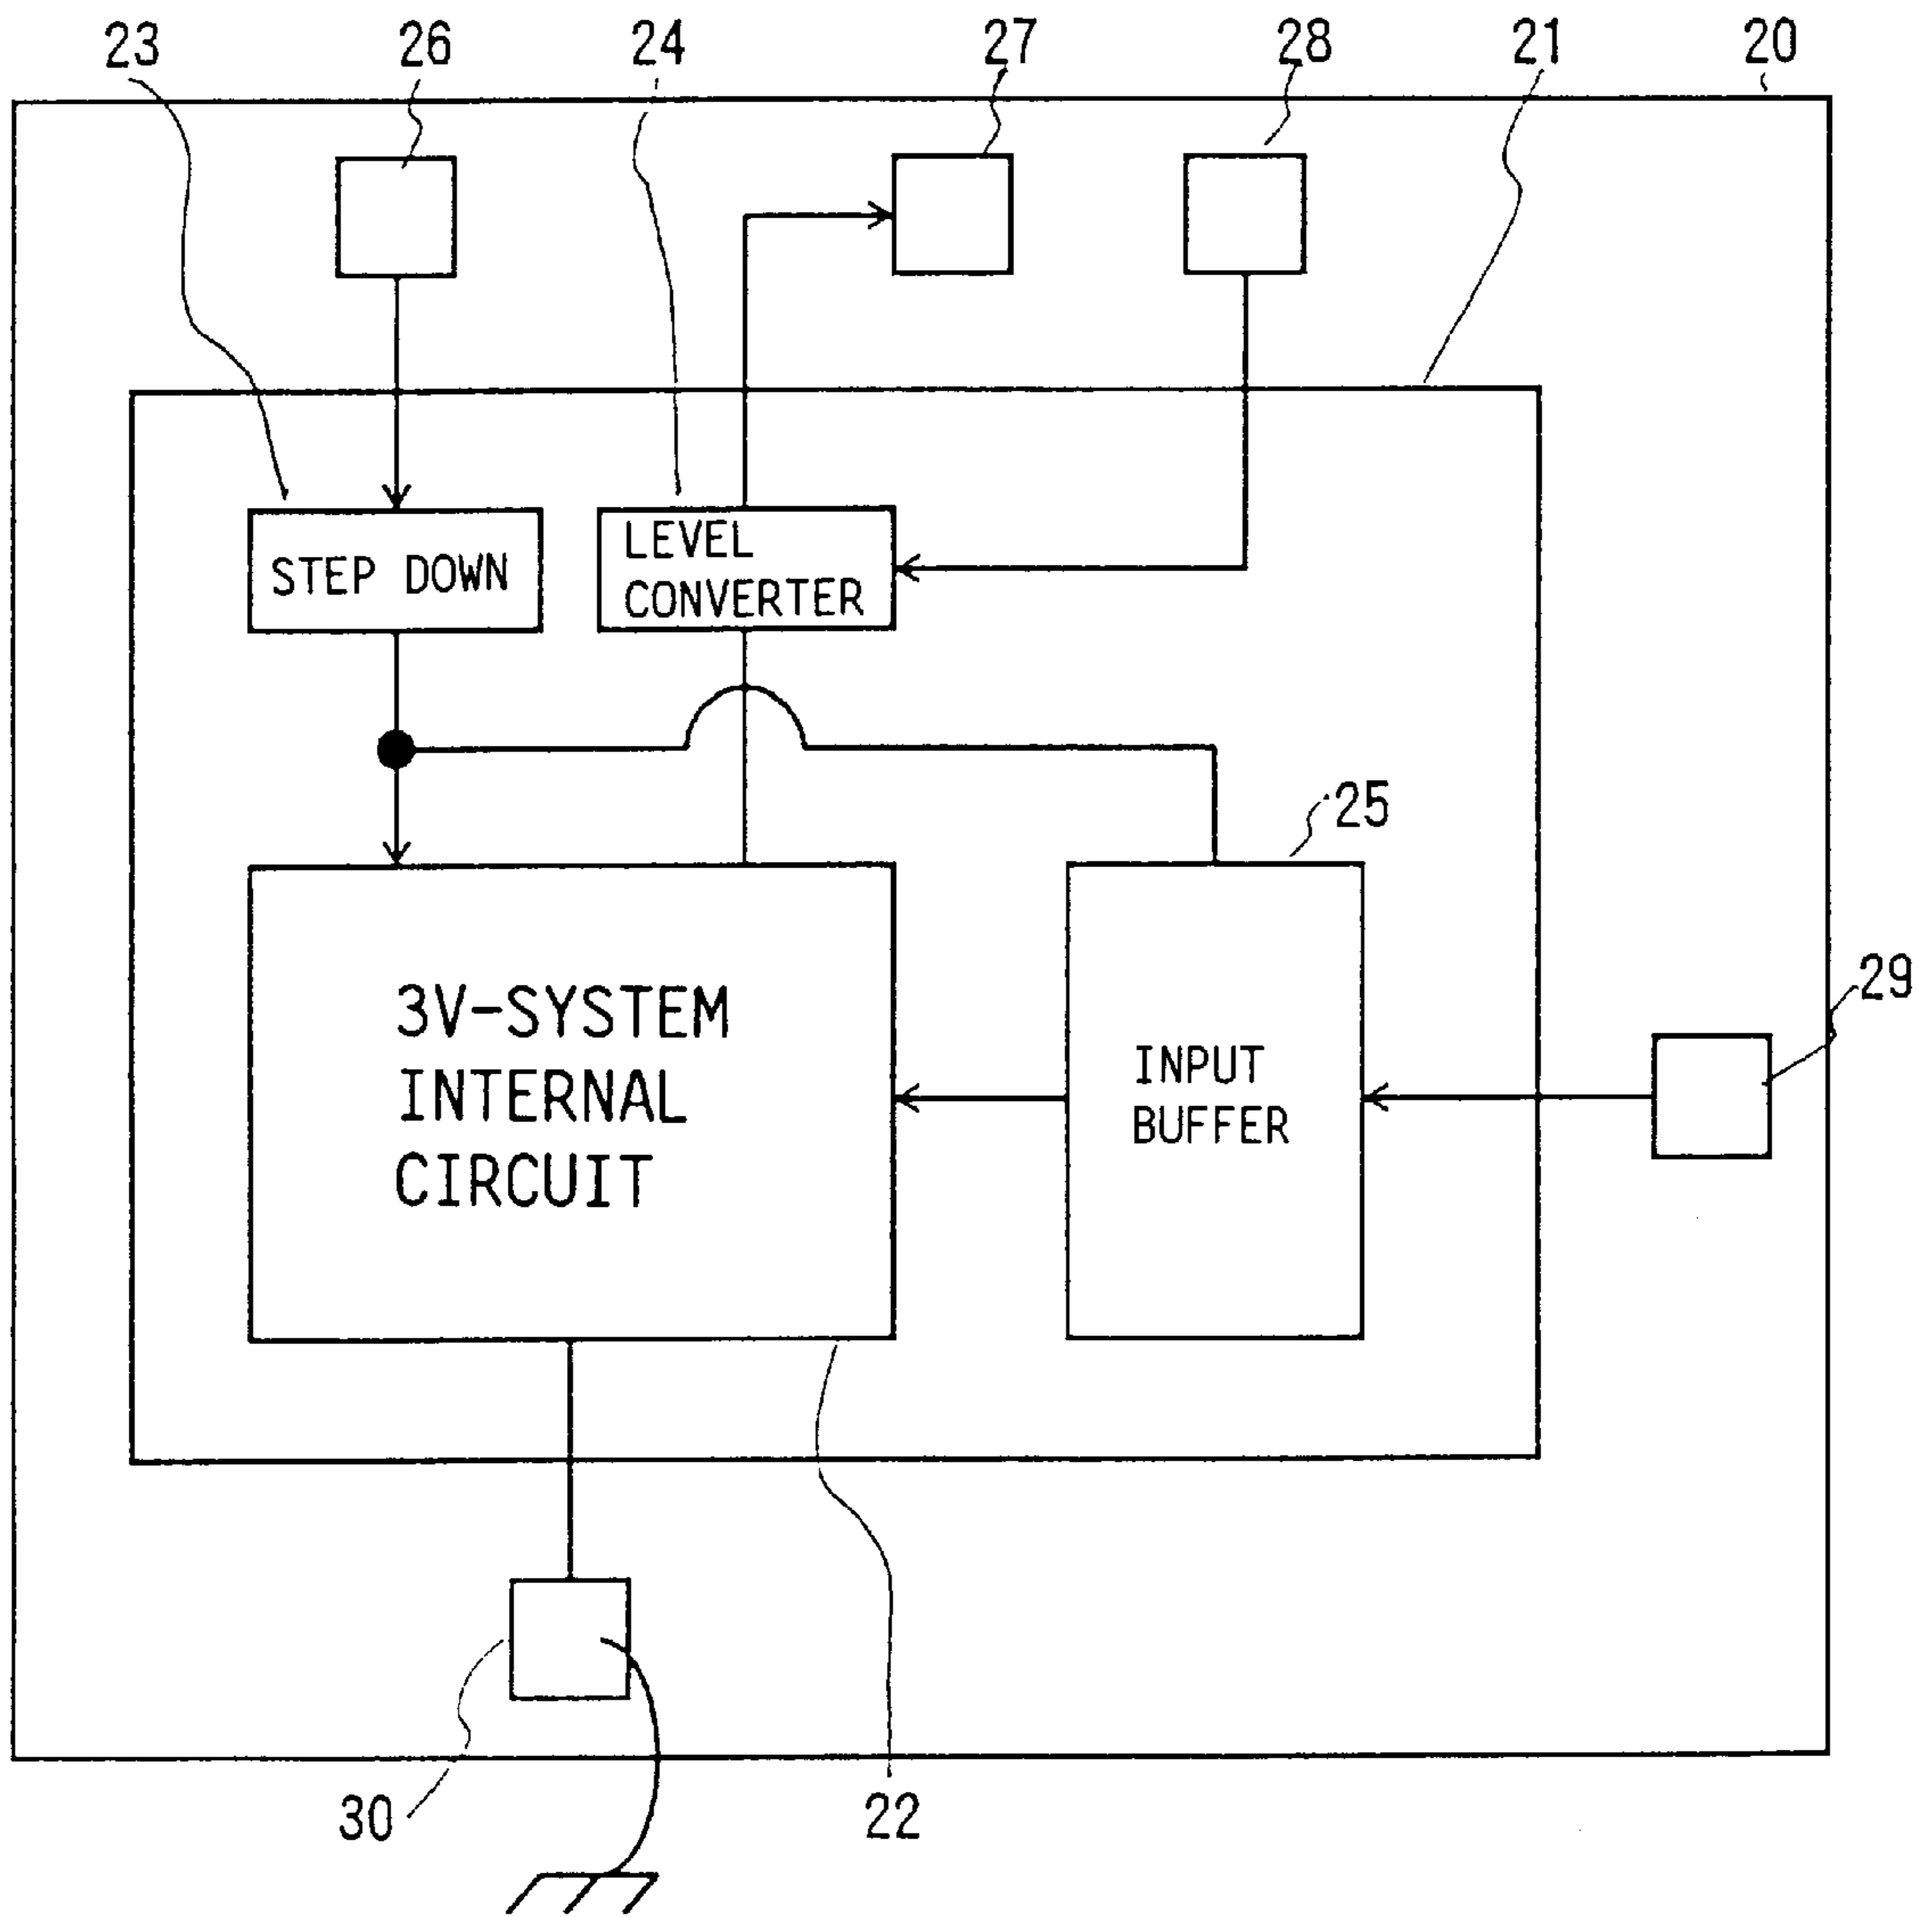 23
26
24
27
28
21
20
STEP DOWN
LEVEL
CONVERTER
25
29
3V-SYSTEM
INTERNAL
CIRCUIT
INPUT
BUFFER
30
22